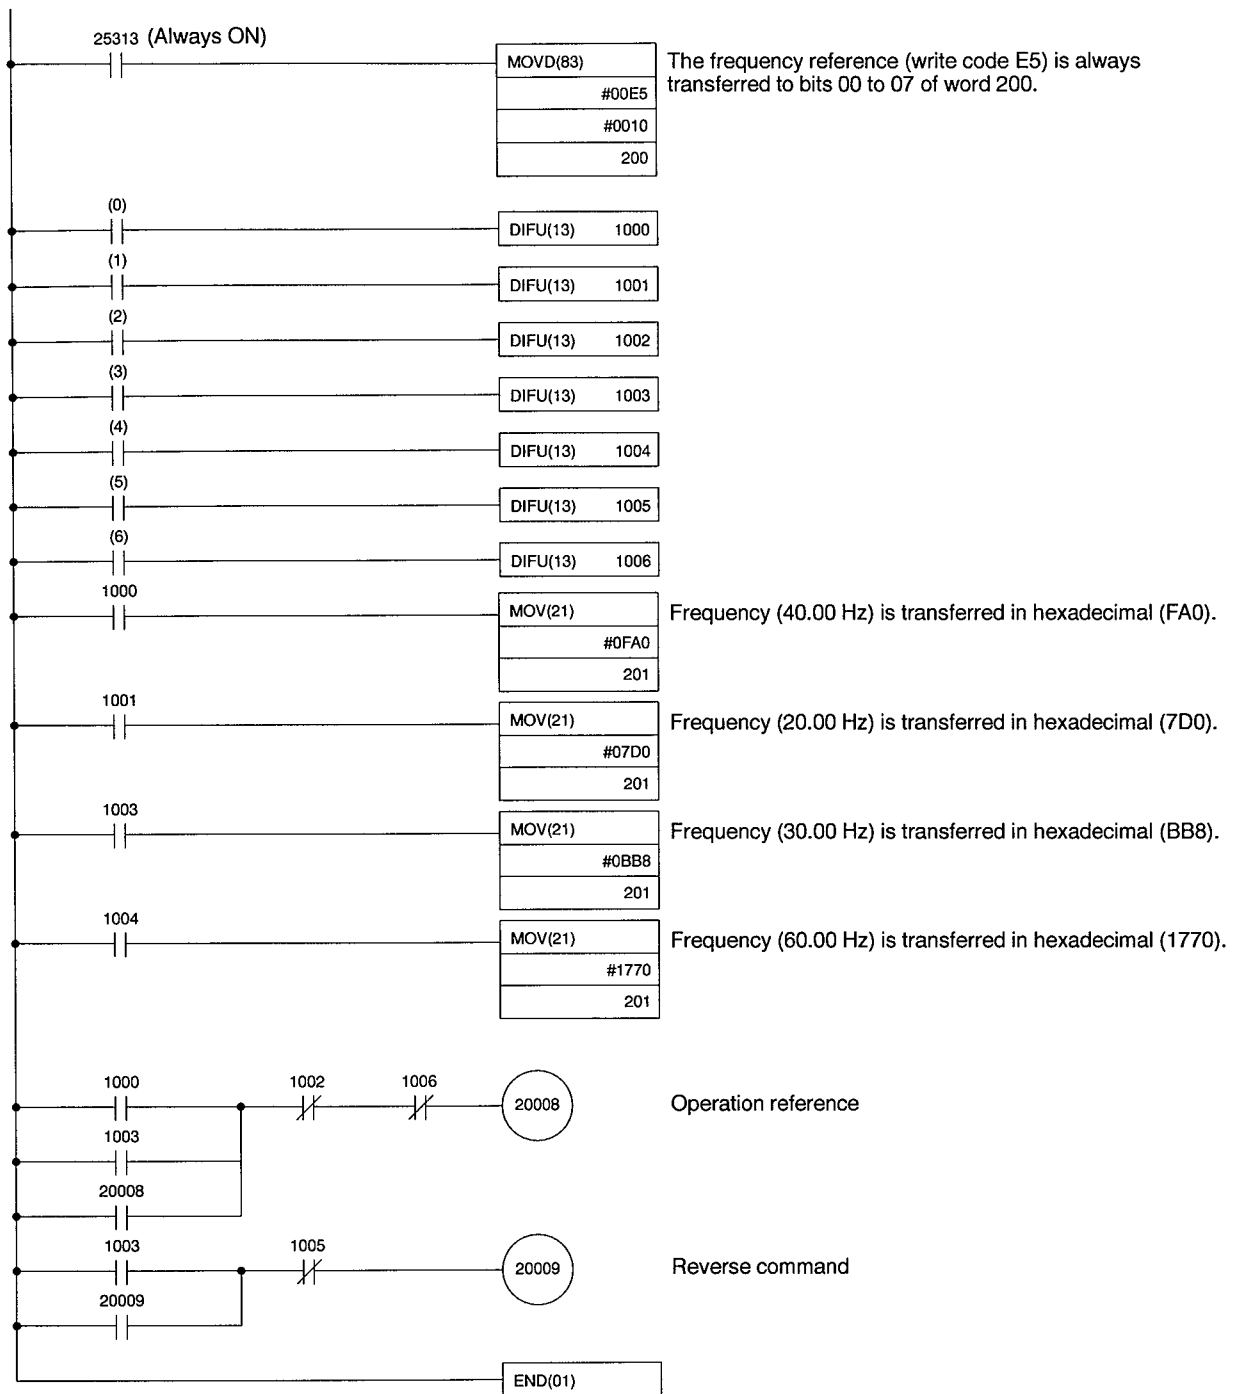 25313 (Always ON)
MOVD(83)
#00E5
#0010
200
The frequency reference (write code E5) is always
transferred to bits 00 to 07 of word 200.
(0)
DIFU(13) 1000
(1)
DIFU(13) 1001
(2)
DIFU(13) 1002
(3)
DIFU(13) 1003
(4)
DIFU(13) 1004
(5)
DIFU(13) 1005
(6)
DIFU(13) 1006
1000
MOV(21)
#0FA0
201
Frequency (40.00 Hz) is transferred in hexadecimal (FA0).
1001
MOV(21)
#07D0
201
Frequency (20.00 Hz) is transferred in hexadecimal (7D0).
1003
MOV(21)
#0BB8
201
Frequency (30.00 Hz) is transferred in hexadecimal (BB8).
1004
MOV(21)
#1770
201
Frequency (60.00 Hz) is transferred in hexadecimal (1770).
1000 1002 1006
20008 Operation reference
1003
20008
1003 1005
20009 Reverse command
20009
END(01)